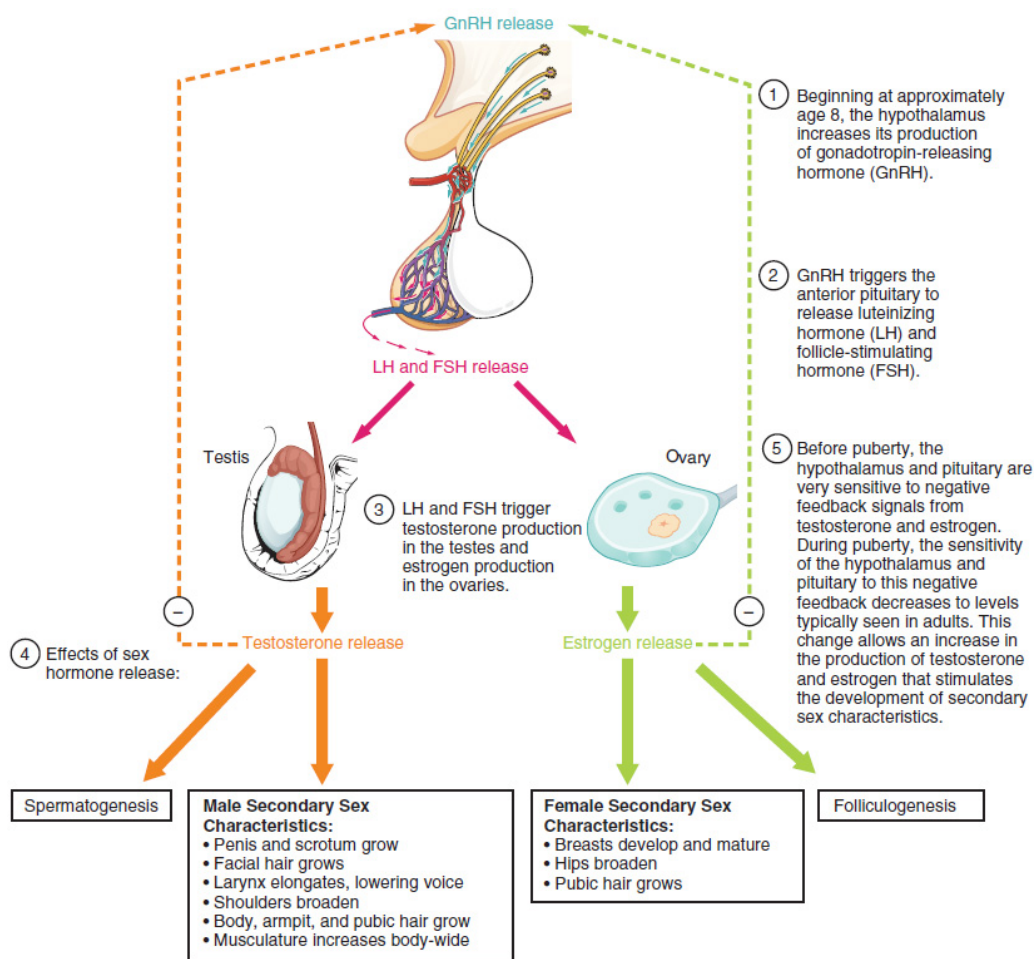 GnRH release
1 Beginning at approximately
age 8, the hypothalamus
increases its production
of gonadotropin-releasing
hormone (GnRH).
2 GnRH triggers the
anterior pituitary to
release luteinizing
hormone (LH) and
follicle-stimulating
hormone (FSH).
LH and FSH release
Testis
Ovary
3 LH and FSH trigger
testosterone production
in the testes and
estrogen production
in the ovaries.
5 Before puberty, the
hypothalamus and pituitary are
very sensitive to negative
feedback signals from
testosterone and estrogen.
During puberty, the sensitivity
of the hypothalamus and
pituitary to this negative
feedback decreases to levels
typically seen in adults. This
change allows an increase in
the production of testosterone
and estrogen that stimulates
the development of secondary
sex characteristics.
–
–
Testosterone release
Estrogen release
4 Effects of sex
hormone release:
Spermatogenesis
Male Secondary Sex
Characteristics:
• Penis and scrotum grow
• Facial hair grows
• Larynx elongates, lowering voice
• Shoulders broaden
• Body, armpit, and pubic hair grow
• Musculature increases body-wide
Female Secondary Sex
Characteristics:
• Breasts develop and mature
• Hips broaden
• Pubic hair grows
Folliculogenesis